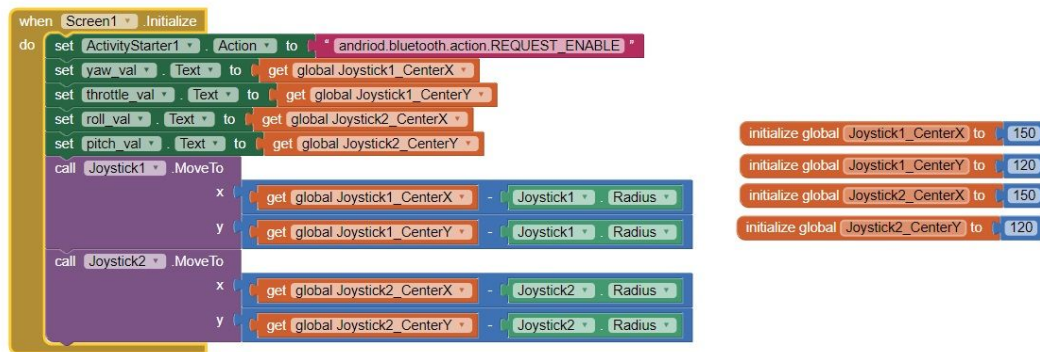 when Screen1 .Initialize
do set ActivityStarter1 . Action to " andriod.bluetooth.action.REQUEST_ENABLE "
set yaw_val . Text to get global Joystick1_CenterX
set throttle_val . Text to get global Joystick1_CenterY
set roll_val . Text to get global Joystick2_CenterX
set pitch_val . Text to get global Joystick2_CenterY
call Joystick1 .MoveTo
x get global Joystick1_CenterX - Joystick1 . Radius
y get global Joystick1_CenterY - Joystick1 . Radius
call Joystick2 .MoveTo
x get global Joystick2_CenterX - Joystick2 . Radius
y get global Joystick2_CenterY - Joystick2 . Radius
initialize global Joystick1_CenterX to 150
initialize global Joystick1_CenterY to 120
initialize global Joystick2_CenterX to 150
initialize global Joystick2_CenterY to 120